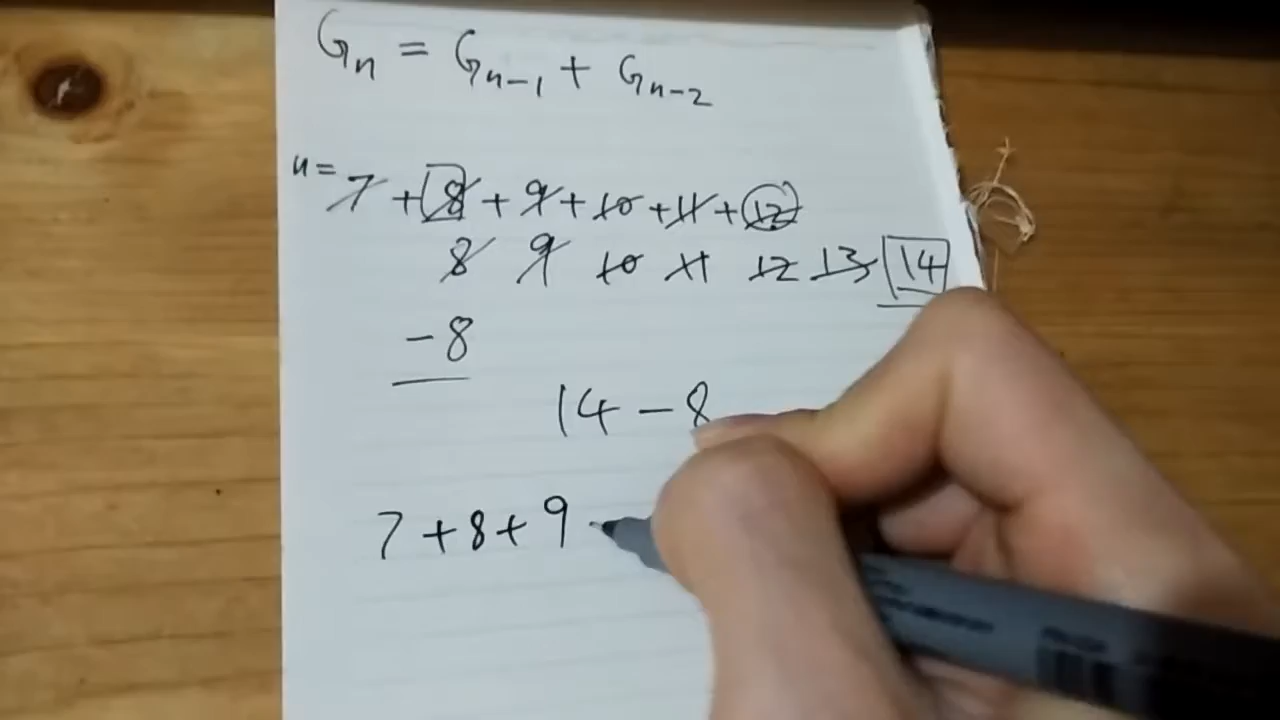 Gn = Gn-1 + Gn-2
n= 7 + 8 + 9 + 10 + 11 + 12
8 9 10 11 12 13 14
-8
14 - 8
7 + 8 + 9